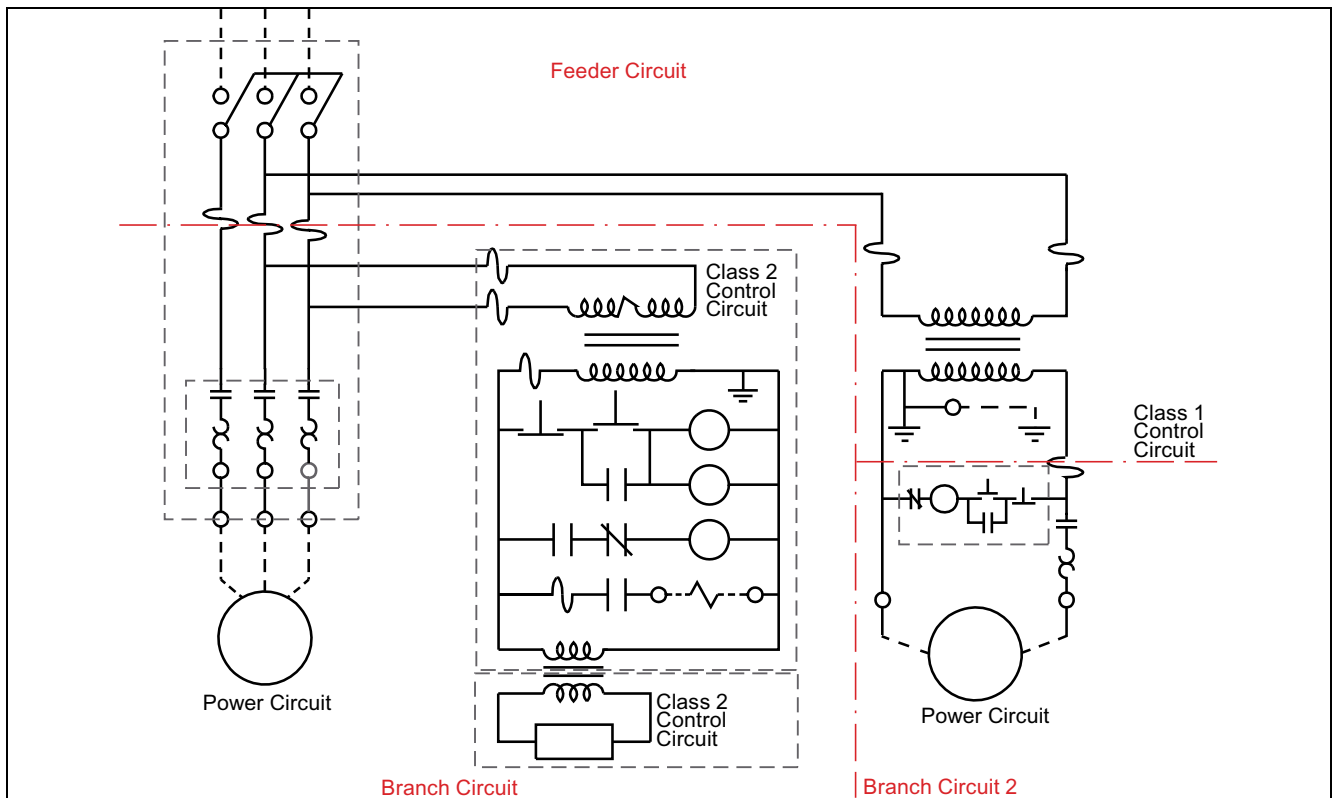 Feeder Circuit
Class 2
Control
Circuit
Class 1
Control
Circuit
Power Circuit
Class 2
Control
Circuit
Power Circuit
Branch Circuit
Branch Circuit 2